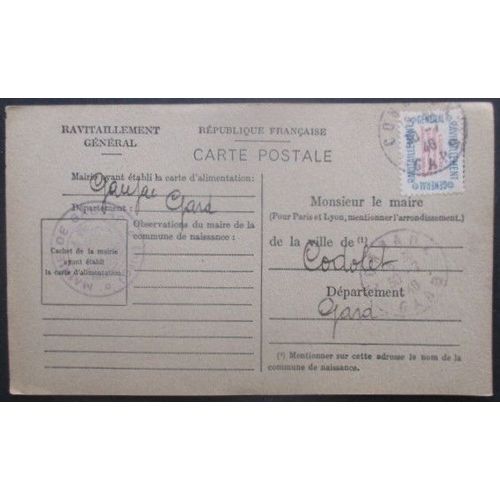 RAVITAILLEMENT
GÉNÉRAL
Mairie ayant établi la carte d'alimentation:
Gaujac
Département: Gard
Observations du maire de la
commune de naissance:
Cachet de la mairie
ayant établi
la carte d'alimentation.
RÉPUBLIQUE FRANÇAISE
CARTE POSTALE
RAVITAILLEMENT
GÉNÉRAL
Monsieur le maire
(Pour Paris et Lyon, mentionner l'arrondissement.)
de la ville de (¹)
Codolet
Département
Gard
(¹) Mentionner sur cette adresse le nom de la
commune de naissance.